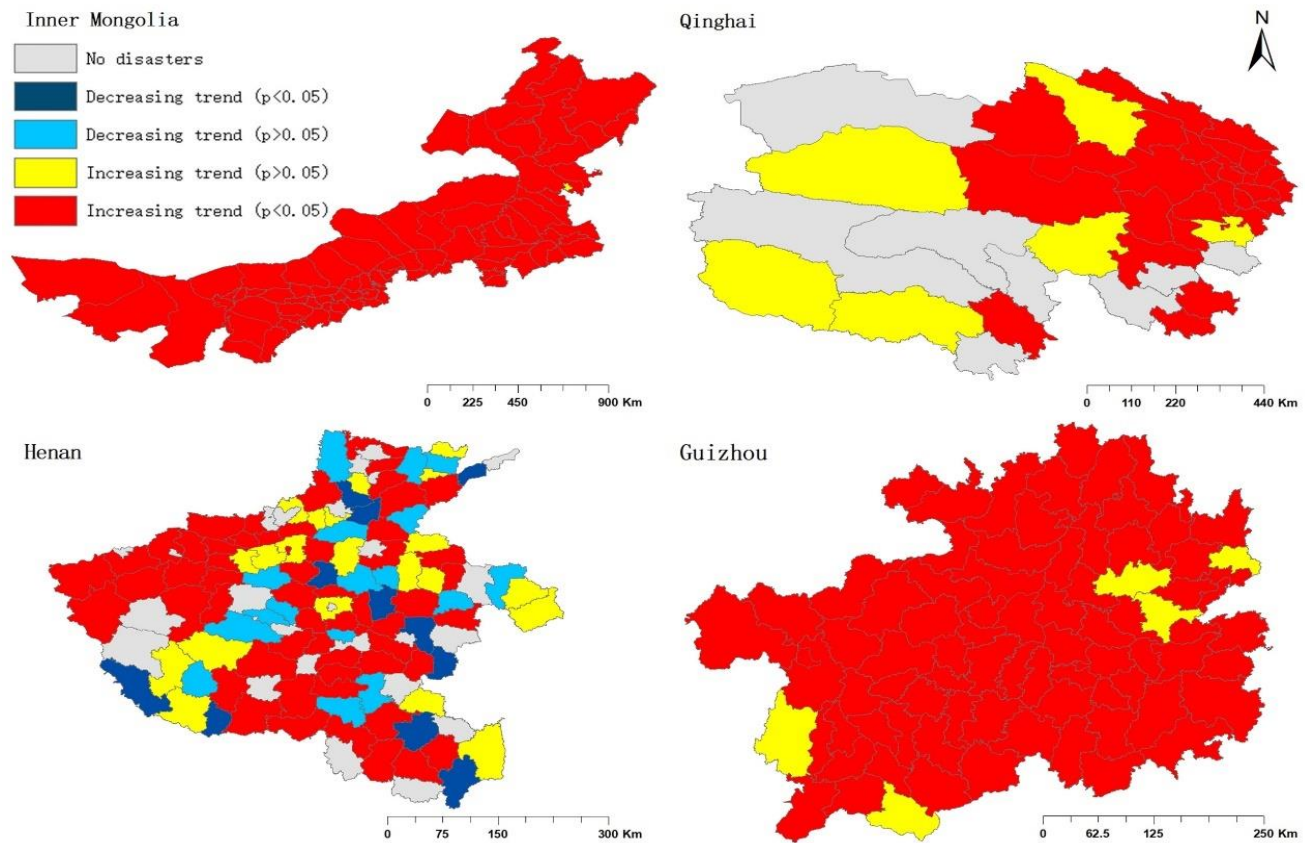 Inner Mongolia
No disasters
Decreasing trend (p<0.05)
Decreasing trend (p>0.05)
Increasing trend (p>0.05)
Increasing trend (p<0.05)
0 225 450 900 Km
Qinghai
N
0 110 220 440 Km
Henan
0 75 150 300 Km
Guizhou
0 62.5 125 250 Km